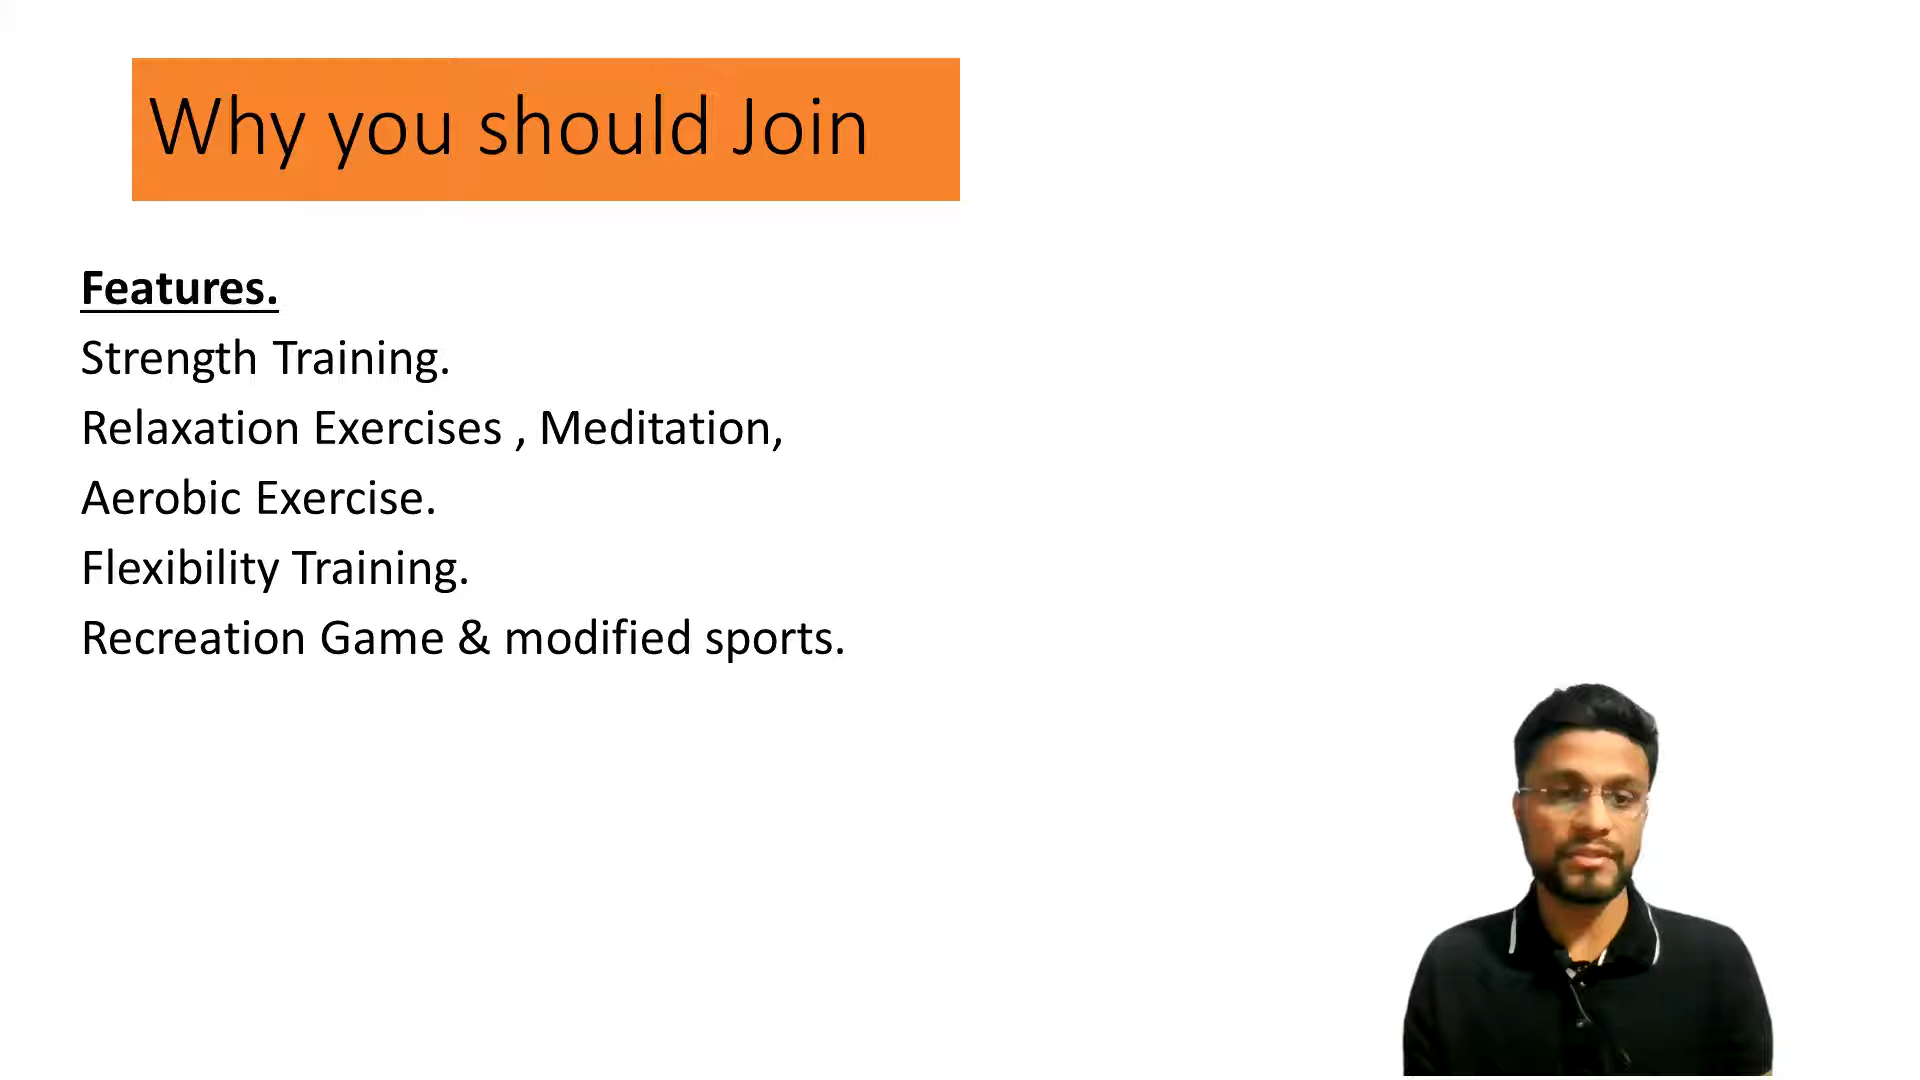 Why you should Join
Features.
Strength Training.
Relaxation Exercises , Meditation,
Aerobic Exercise.
Flexibility Training.
Recreation Game & modified sports.